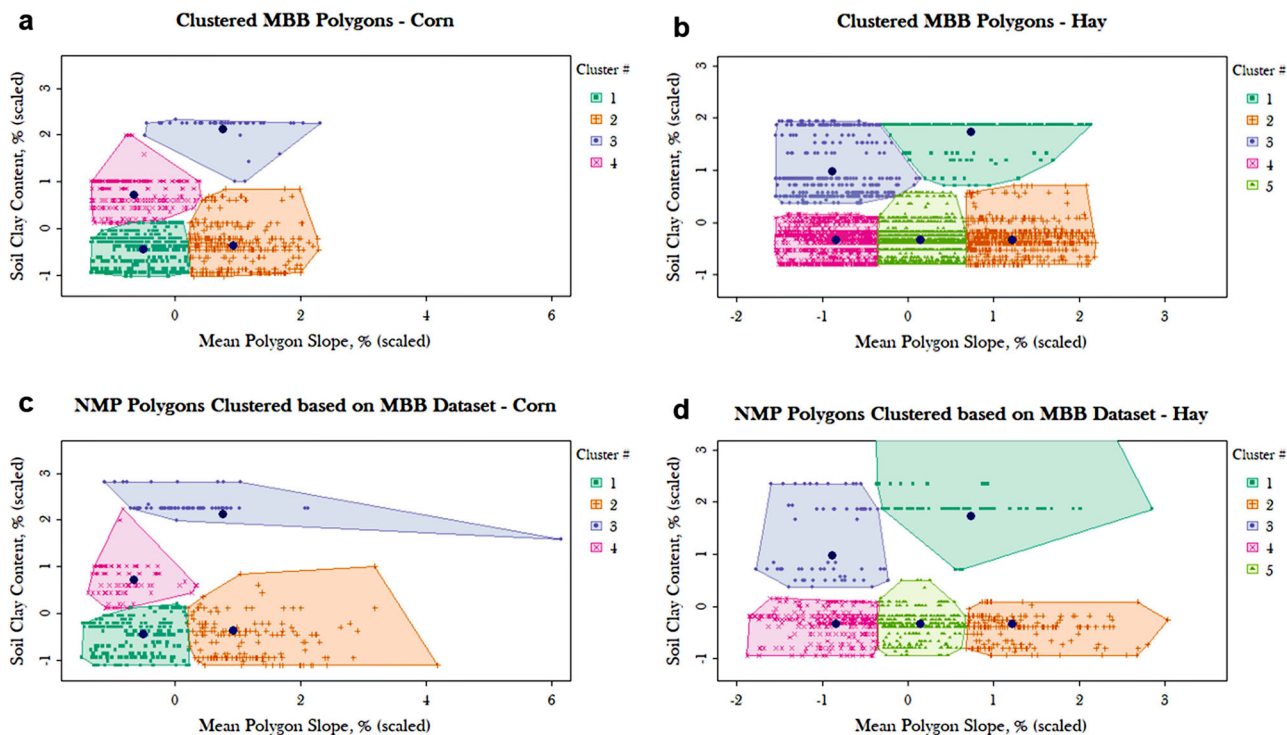 a
Clustered MBB Polygons - Corn
Soil Clay Content, % (scaled)
3
2
1
0
-1
0
2
4
6
Mean Polygon Slope, % (scaled)
Cluster #
1
2
3
4
b
Clustered MBB Polygons - Hay
Soil Clay Content, % (scaled)
3
2
1
0
-1
-2
-1
0
1
2
3
Mean Polygon Slope, % (scaled)
Cluster #
1
2
3
4
5
c
NMP Polygons Clustered based on MBB Dataset - Corn
Soil Clay Content, % (scaled)
3
2
1
0
-1
0
2
4
6
Mean Polygon Slope, % (scaled)
Cluster #
1
2
3
4
d
NMP Polygons Clustered based on MBB Dataset - Hay
Soil Clay Content, % (scaled)
3
2
1
0
-1
-2
-1
0
1
2
3
Mean Polygon Slope, % (scaled)
Cluster #
1
2
3
4
5